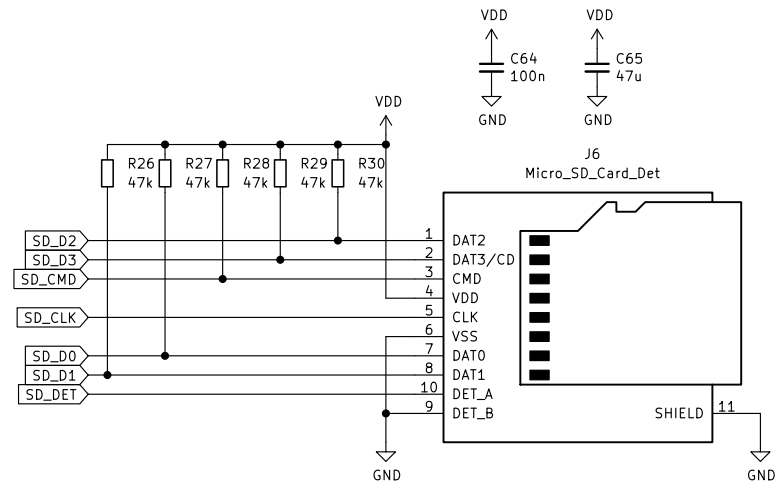 VDD VDD
C64 C65
100n 47u
GND GND
VDD
J6
Micro_SD_Card_Det
R26 R27 R28 R29 R30
47k 47k 47k 47k 47k
SD_D2 1 DAT2
SD_D3 2 DAT3/CD
SD_CMD 3 CMD
4 VDD
SD_CLK 5 CLK
6 VSS
SD_D0 7 DAT0
SD_D1 8 DAT1
SD_DET 10 DET_A
9 DET_B SHIELD 11
GND GND